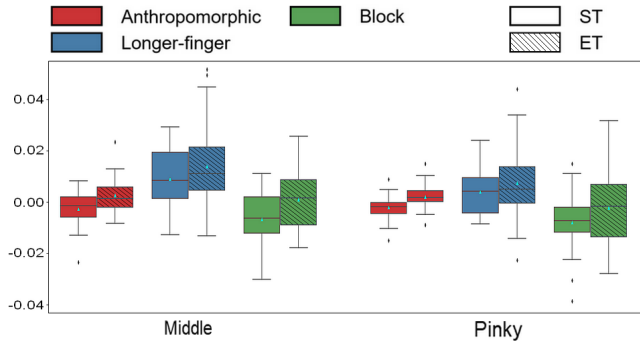 Anthropomorphic Block ST
Longer-finger ET
0.04
0.02
0.00
-0.02
-0.04
Middle Pinky